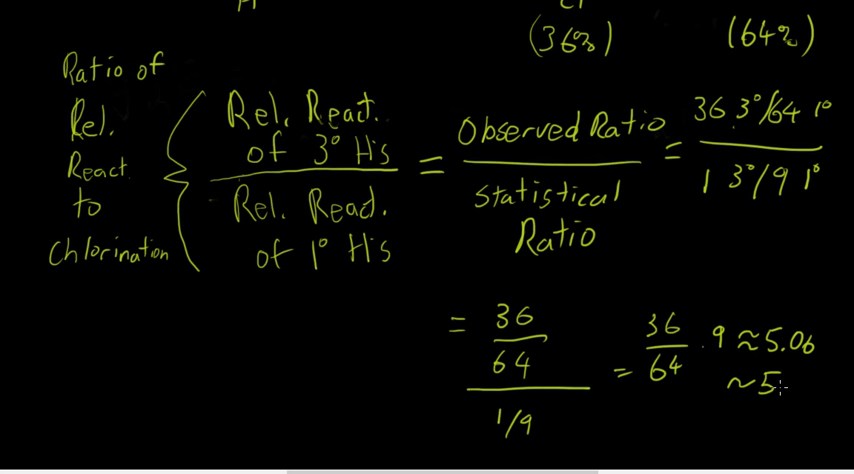 (36%) (64%)
Ratio of
Rel.
React.
to
Chlorination
Rel. React.
of 3° H's
Rel. React.
of 1° H's
=
Observed Ratio
Statistical
Ratio
=
36 3°/64 1°
1 3°/9 1°
= 36
64
1/9
= 36
64 . 9 ≈ 5.06
~5